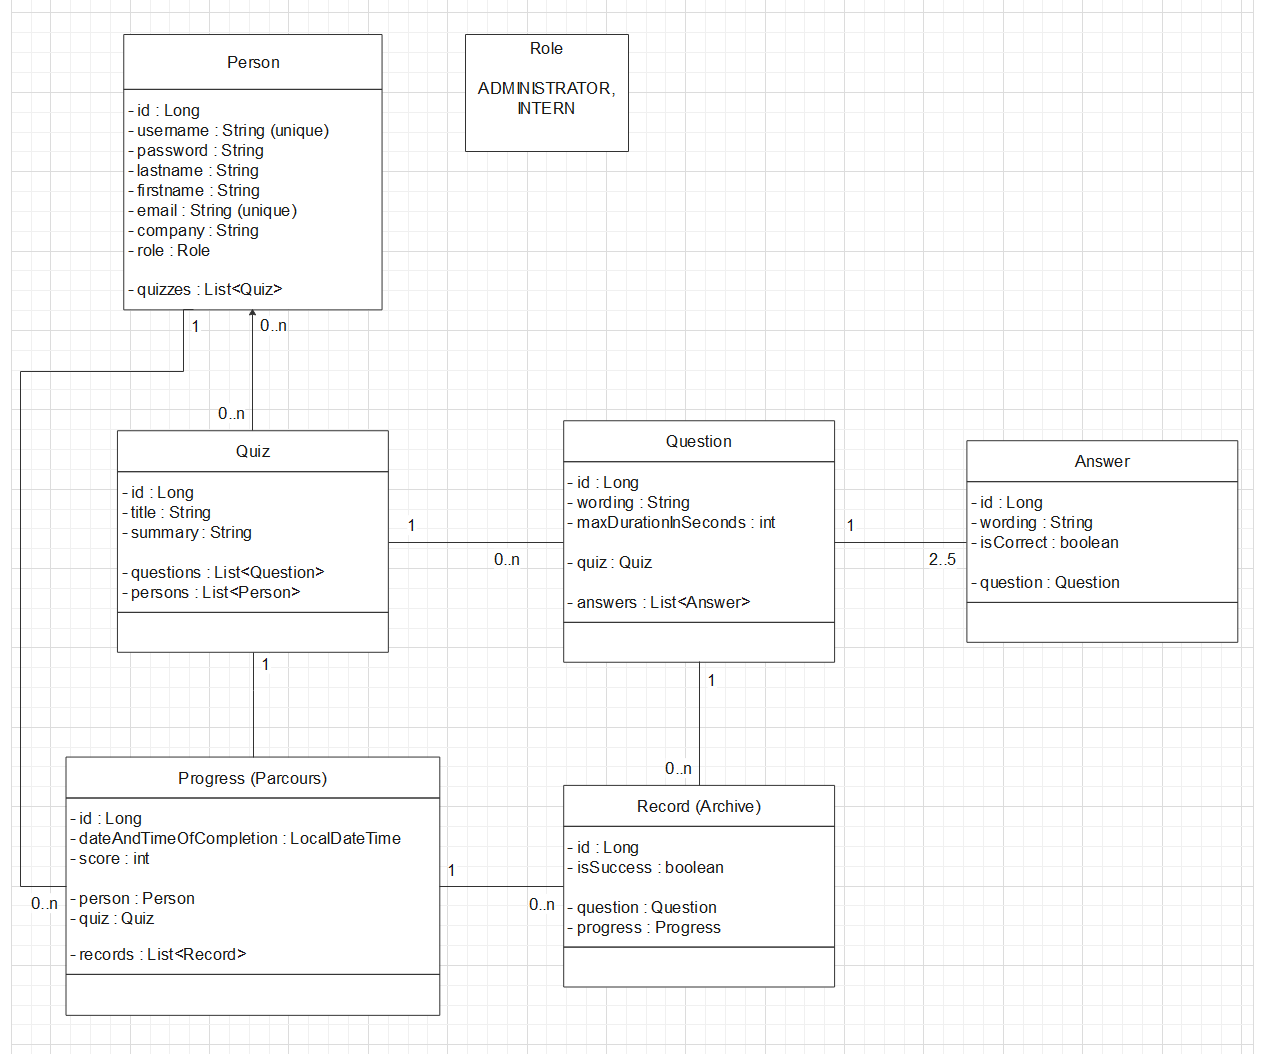 Person
- id : Long
- username : String (unique)
- password : String
- lastname : String
- firstname : String
- email : String (unique)
- company : String
- role : Role
- quizzes : List<Quiz>
Role
ADMINISTRATOR,
INTERN
1
0..n
0..n
Quiz
- id : Long
- title : String
- summary : String
- questions : List<Question>
- persons : List<Person>
1
0..n
Question
- id : Long
- wording : String
- maxDurationInSeconds : int
- quiz : Quiz
- answers : List<Answer>
1
2..5
Answer
- id : Long
- wording : String
- isCorrect : boolean
- question : Question
1
1
0..n
Progress (Parcours)
- id : Long
- dateAndTimeOfCompletion : LocalDateTime
- score : int
- person : Person
- quiz : Quiz
- records : List<Record>
0..n
1
0..n
Record (Archive)
- id : Long
- isSuccess : boolean
- question : Question
- progress : Progress